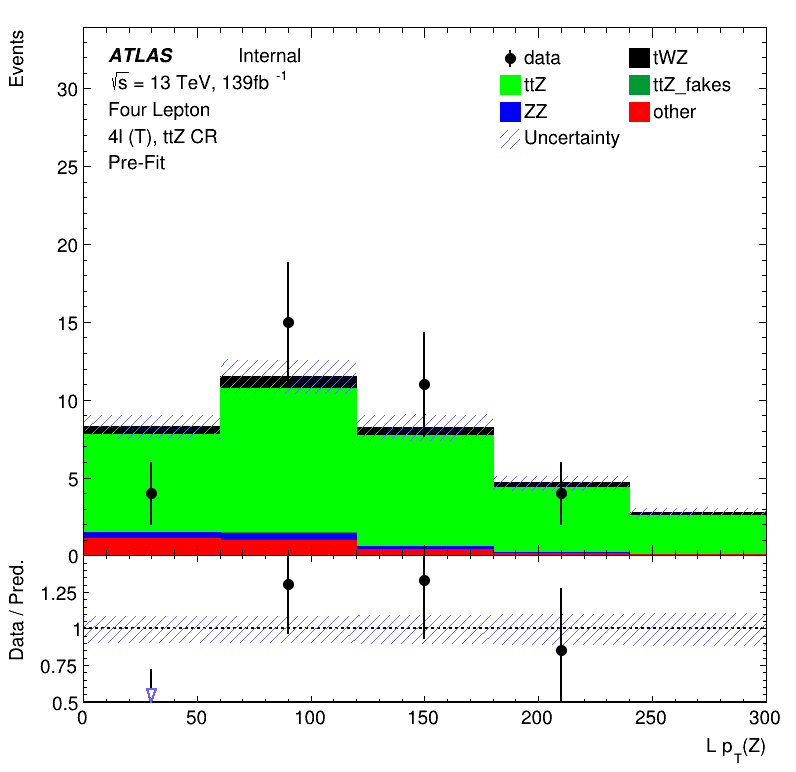 Events
ATLAS Internal
√s = 13 TeV, 139fb -1
Four Lepton
4l (T), ttZ CR
Pre-Fit
data
tWZ
ttZ
ttZ_fakes
ZZ
other
Uncertainty
30
25
20
15
10
5
0
Data / Pred.
1.25
1
0.75
0.5
0 50 100 150 200 250 300
L pT(Z)